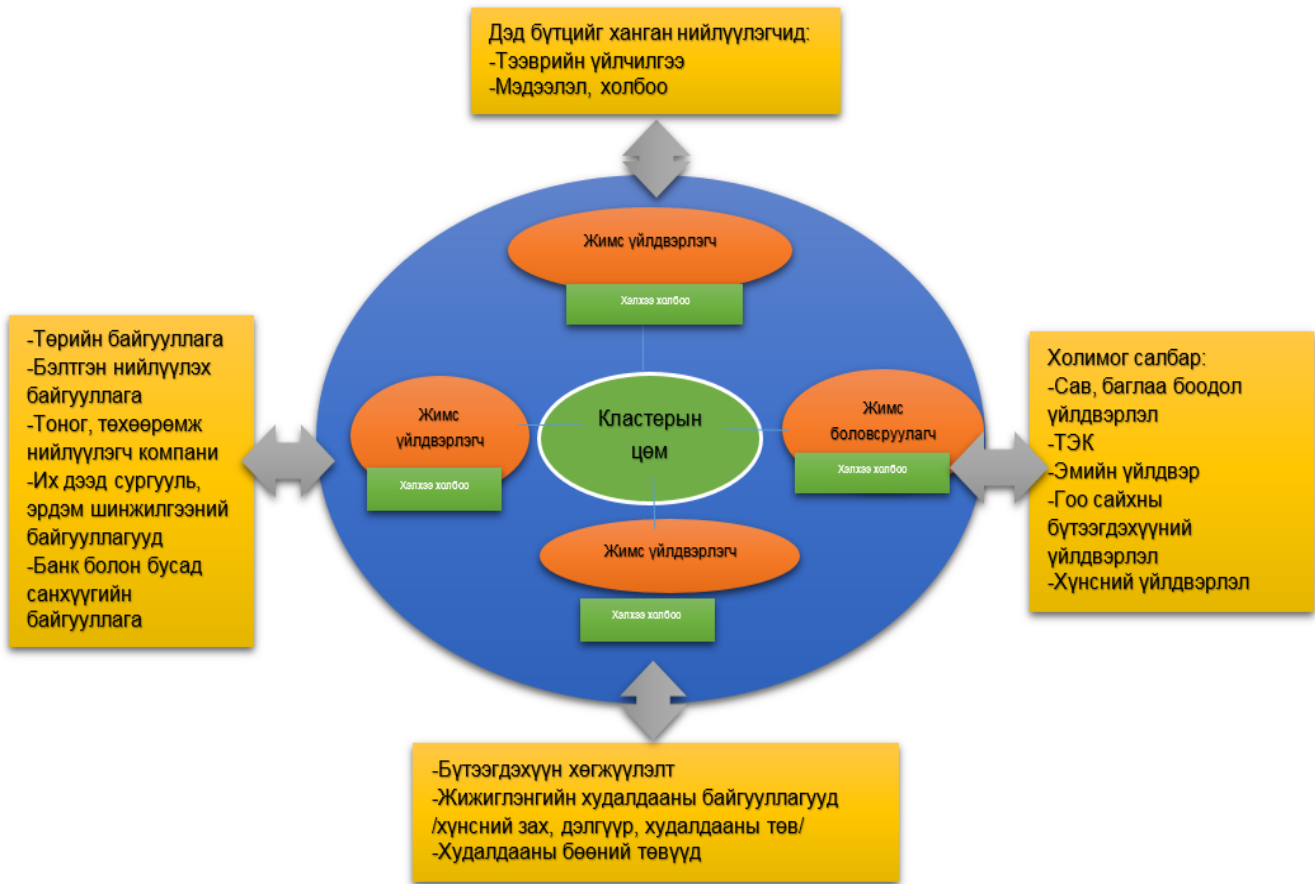 Дэд бүтцийг ханган нийлүүлэгчид:
-Тээврийн үйлчилгээ
-Мэдээлэл, холбоо
Жимс үйлдвэрлэгч
Хэлхээ холбоо
-Төрийн байгууллага
-Бэлтгэн нийлүүлэх
байгууллага
-Тоног, төхөөрөмж
нийлүүлэгч компани
-Их дээд сургууль,
эрдэм шинжилгээний
байгууллагууд
-Банк болон бусад
санхүүгийн
байгууллага
Жимс
үйлдвэрлэгч
Хэлхээ холбоо
Кластерын
цөм
Жимс
боловсруулагч
Хэлхээ холбоо
Холимог салбар:
-Сав, баглаа боодол
үйлдвэрлэл
-ТЭК
-Эмийн үйлдвэр
-Гоо сайхны
бүтээгдэхүүний
үйлдвэрлэл
-Хүнсний үйлдвэрлэл
Жимс үйлдвэрлэгч
Хэлхээ холбоо
-Бүтээгдэхүүн хөгжүүлэлт
-Жижиглэнгийн худалдааны байгууллагууд
/хүнсний зах, дэлгүүр, худалдааны төв/
-Худалдааны бөөний төвүүд